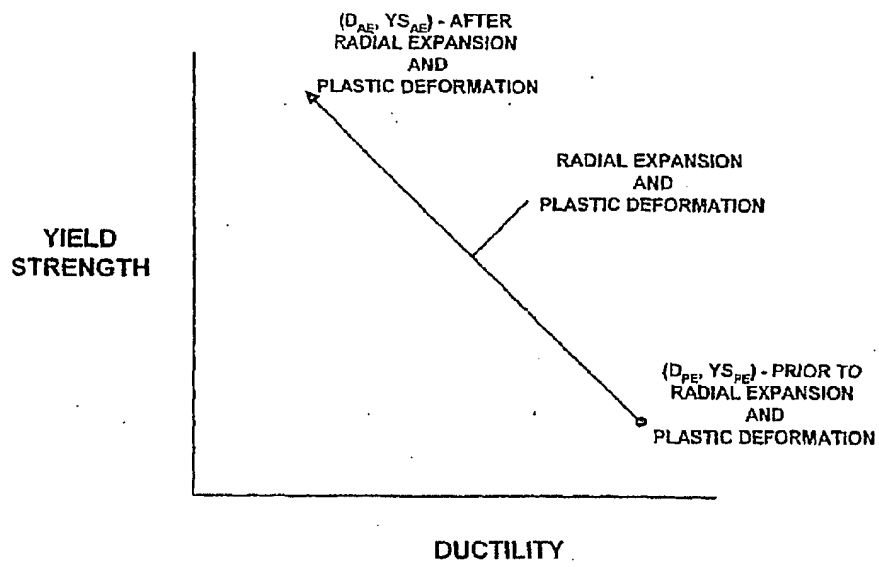 (D_AE, YS_AE) - AFTER
RADIAL EXPANSION
AND
PLASTIC DEFORMATION
RADIAL EXPANSION
AND
PLASTIC DEFORMATION
YIELD
STRENGTH
(D_PE, YS_PE) - PRIOR TO
RADIAL EXPANSION
AND
PLASTIC DEFORMATION
DUCTILITY